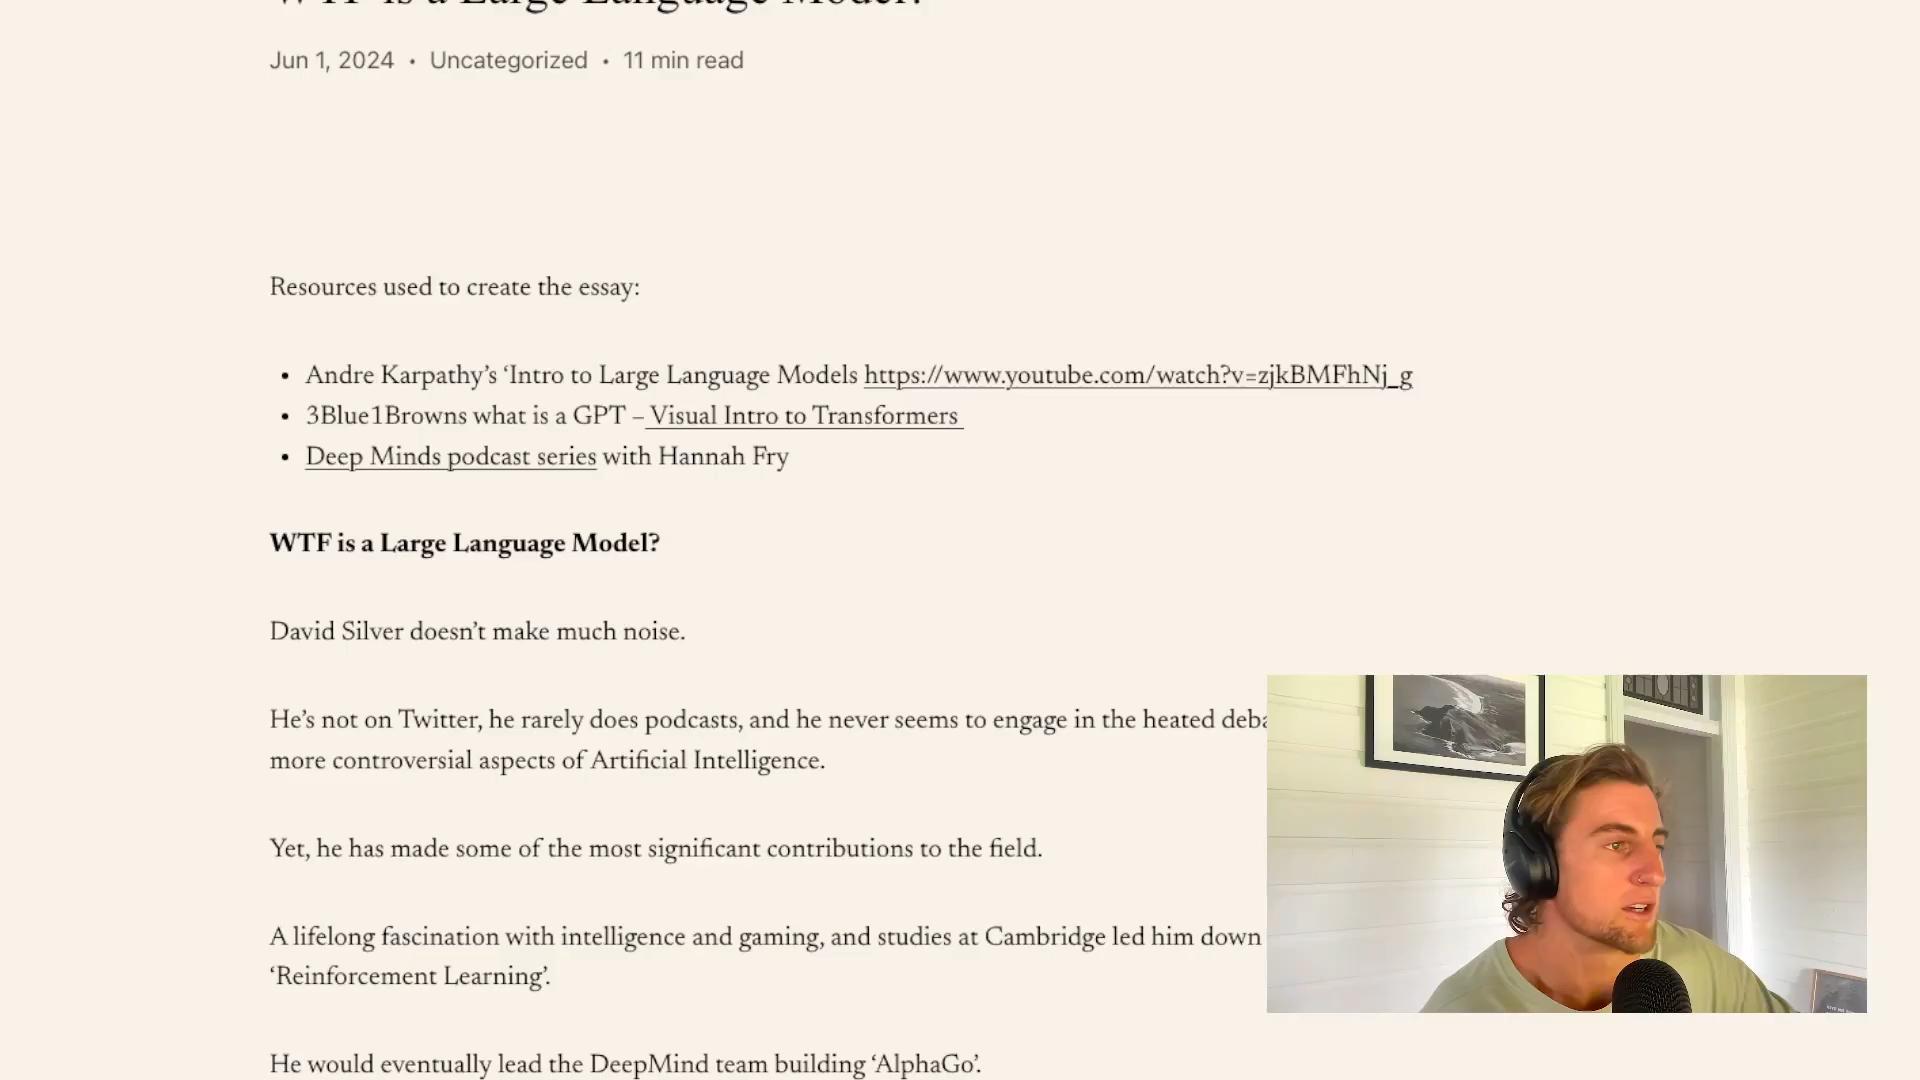 WTF is a Large Language Model?
Jun 1, 2024 • Uncategorized • 11 min read
Resources used to create the essay:
• Andre Karpathy’s ‘Intro to Large Language Models https://www.youtube.com/watch?v=zjkBMFhNj_g
• 3Blue1Browns what is a GPT – Visual Intro to Transformers
• Deep Minds podcast series with Hannah Fry
WTF is a Large Language Model?
David Silver doesn’t make much noise.
He’s not on Twitter, he rarely does podcasts, and he never seems to engage in the heated
more controversial aspects of Artificial Intelligence.
Yet, he has made some of the most significant contributions to the field.
A lifelong fascination with intelligence and gaming, and studies at Cambridge led him down
‘Reinforcement Learning’.
He would eventually lead the DeepMind team building ‘AlphaGo’.